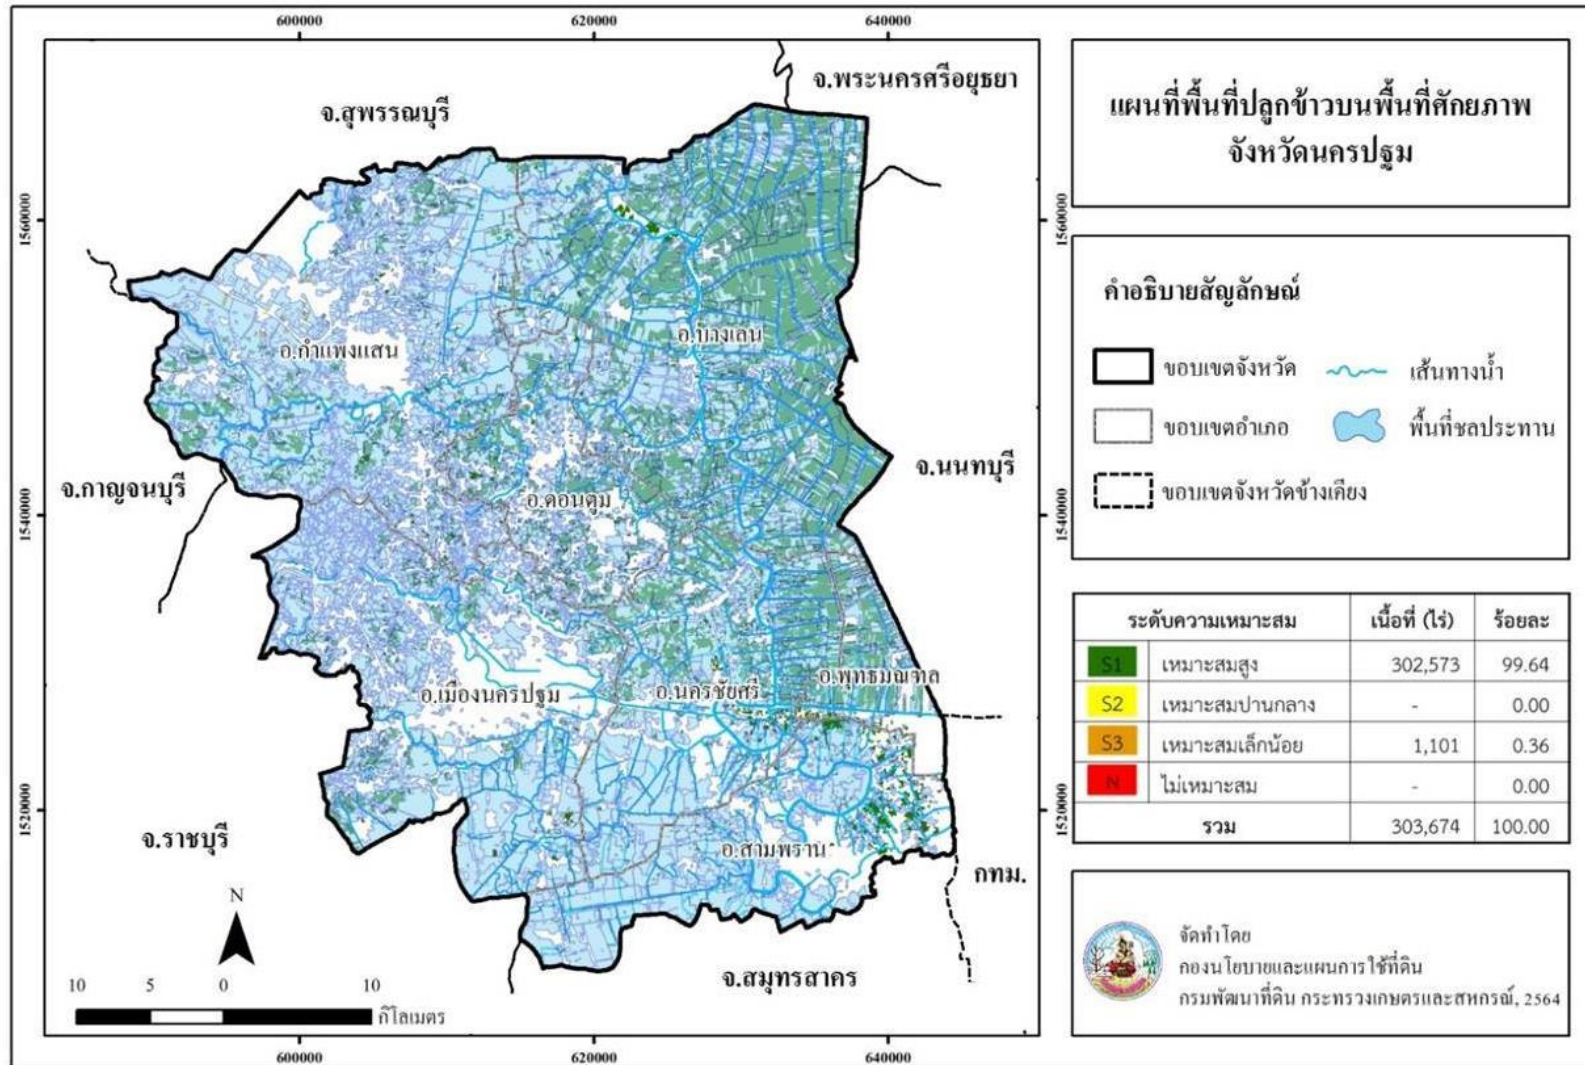 600000 620000 640000
แผนที่พื้นที่ปลูกข้าวบนพื้นที่ศักยภาพ
จังหวัดนครปฐม
จ.พระนครศรีอยุธยา
จ.สุพรรณบุรี
1560000 1560000
คำอธิบายสัญลักษณ์
อ.บางเลน
อ.กำแพงแสน
ขอบเขตจังหวัด เส้นทางน้ำ
ขอบเขตอำเภอ พื้นที่ชลประทาน
ขอบเขตจังหวัดข้างเคียง
จ.นนทบุรี
จ.กาญจนบุรี
อ.ดอนตูม
1540000 1540000
ระดับความเหมาะสม เนื้อที่ (ไร่) ร้อยละ
S1 เหมาะสมสูง 302,573 99.64
S2 เหมาะสมปานกลาง - 0.00
S3 เหมาะสมเล็กน้อย 1,101 0.36
N ไม่เหมาะสม - 0.00
รวม 303,674 100.00
อ.เมืองนครปฐม อ.นครชัยศรี อ.พุทธมณฑล
1520000 1520000
จ.ราชบุรี
อ.สามพราน
กทม.
จ.สมุทรสาคร
N
10 5 0 10
กิโลเมตร
จัดทำโดย
กองนโยบายและแผนการใช้ที่ดิน
กรมพัฒนาที่ดิน กระทรวงเกษตรและสหกรณ์, 2564
600000 620000 640000